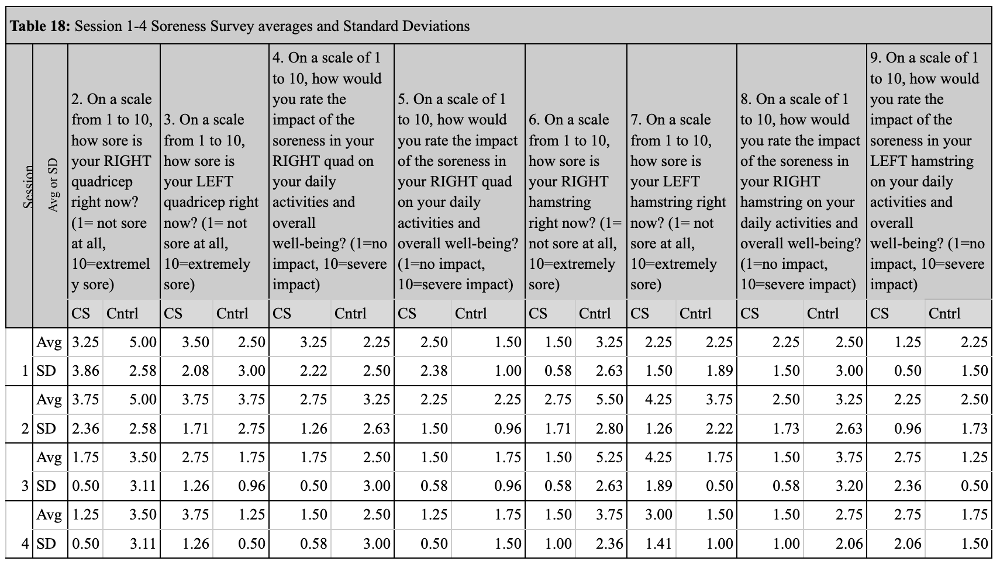 Table 18: Session 1-4 Soreness Survey averages and Standard Deviations
Session
Avg or SD
2. On a scale
from 1 to 10,
how sore is
your RIGHT
quadricep
right now?
(1= not sore
at all,
10=extremel
y sore)
3. On a scale
from 1 to 10,
how sore is
your LEFT
quadricep right
now? (1= not
sore at all,
10=extremely
sore)
4. On a scale of 1
to 10, how would
you rate the
impact of the
soreness in your
RIGHT quad on
your daily
activities and
overall
well-being? (1=no
impact, 10=severe
impact)
5. On a scale of 1
to 10, how would
you rate the impact
of the soreness in
your RIGHT quad
on your daily
activities and
overall well-being?
(1=no impact,
10=severe impact)
6. On a scale
from 1 to 10,
how sore is
your RIGHT
hamstring
right now? (1=
not sore at all,
10=extremely
sore)
7. On a scale
from 1 to 10,
how sore is
your LEFT
hamstring right
now? (1= not
sore at all,
10=extremely
sore)
8. On a scale of 1
to 10, how would
you rate the impact
of the soreness in
your RIGHT
hamstring on your
daily activities and
overall well-being?
(1=no impact,
10=severe impact)
9. On a scale of 1
to 10, how would
you rate the
impact of the
soreness in your
LEFT hamstring
on your daily
activities and
overall
well-being? (1=no
impact, 10=severe
impact)
CS Cntrl CS Cntrl CS Cntrl CS Cntrl CS Cntrl CS Cntrl CS Cntrl CS Cntrl
Avg 3.25 5.00 3.50 2.50 3.25 2.25 2.50 1.50 1.50 3.25 2.25 2.25 2.25 2.50 1.25 2.25
1 SD 3.86 2.58 2.08 3.00 2.22 2.50 2.38 1.00 0.58 2.63 1.50 1.89 1.50 3.00 0.50 1.50
Avg 3.75 5.00 3.75 3.75 2.75 3.25 2.25 2.25 2.75 5.50 4.25 3.75 2.50 3.25 2.25 2.50
2 SD 2.36 2.58 1.71 2.75 1.26 2.63 1.50 0.96 1.71 2.80 1.26 2.22 1.73 2.63 0.96 1.73
Avg 1.75 3.50 2.75 1.75 1.75 2.50 1.50 1.75 1.50 5.25 4.25 1.75 1.50 3.75 2.75 1.25
3 SD 0.50 3.11 1.26 0.96 0.50 3.00 0.58 0.96 0.58 2.63 1.89 0.50 0.58 3.20 2.36 0.50
Avg 1.25 3.50 3.75 1.25 1.50 2.50 1.25 1.75 1.50 3.75 3.00 1.50 1.50 2.75 2.75 1.75
4 SD 0.50 3.11 1.26 0.50 0.58 3.00 0.50 1.50 1.00 2.36 1.41 1.00 1.00 2.06 2.06 1.50